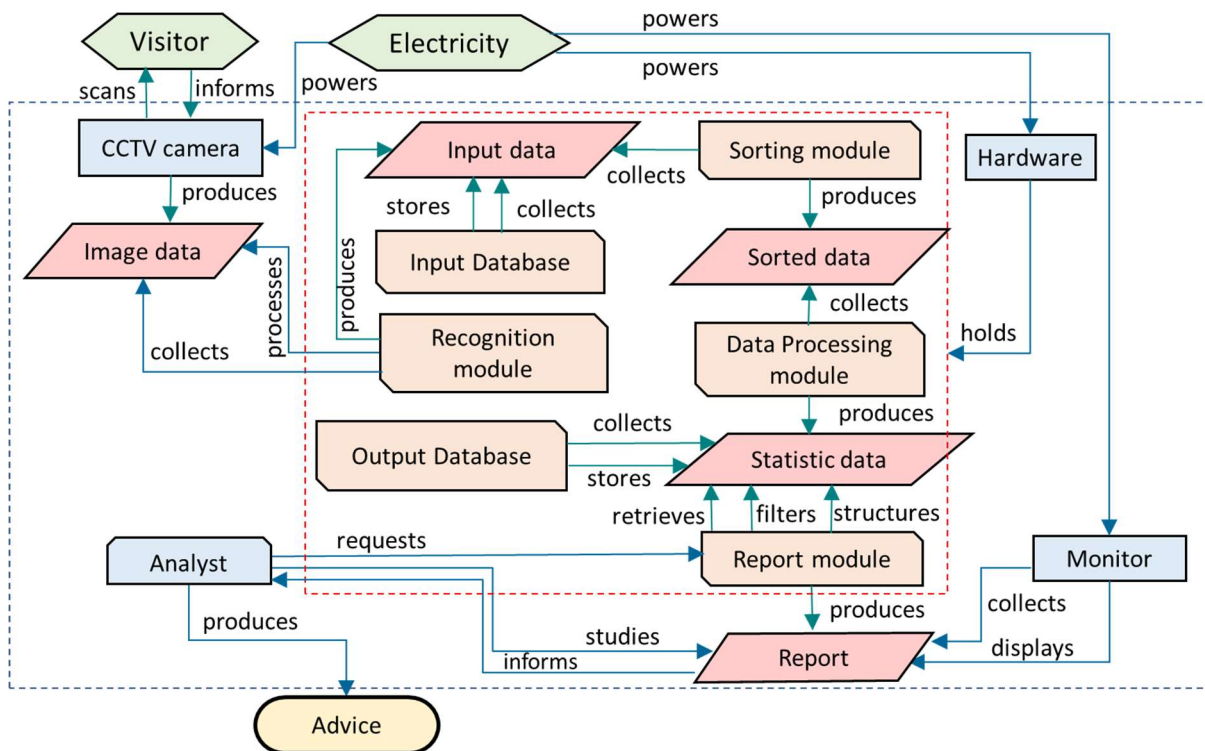 powers
Visitor
Electricity
powers
scans
informs
powers
CCTV camera
Input data
Sorting module
Hardware
collects
produces
produces
stores
collects
Image data
Input Database
Sorted data
produces
processes
collects
holds
collects
Recognition
module
Data Processing
module
produces
collects
Output Database
Statistic data
stores
retrieves
filters
structures
requests
Analyst
Report module
Monitor
produces
collects
produces
studies
informs
Report
displays
Advice